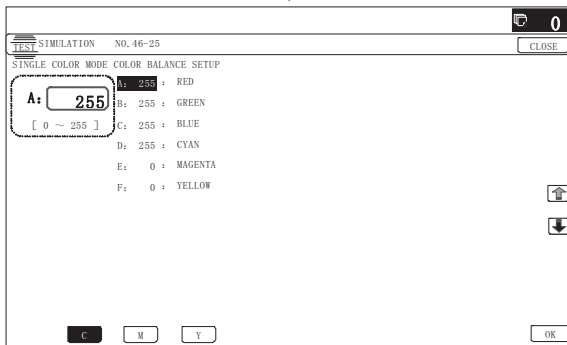 0
TEST SIMULATION NO. 46-25
CLOSE
SINGLE COLOR MODE COLOR BALANCE SETUP
A: 255
[ 0 ～ 255 ]
A: 255 : RED
B: 255 : GREEN
C: 255 : BLUE
D: 255 : CYAN
E: 0 : MAGENTA
F: 0 : YELLOW
C M Y
OK